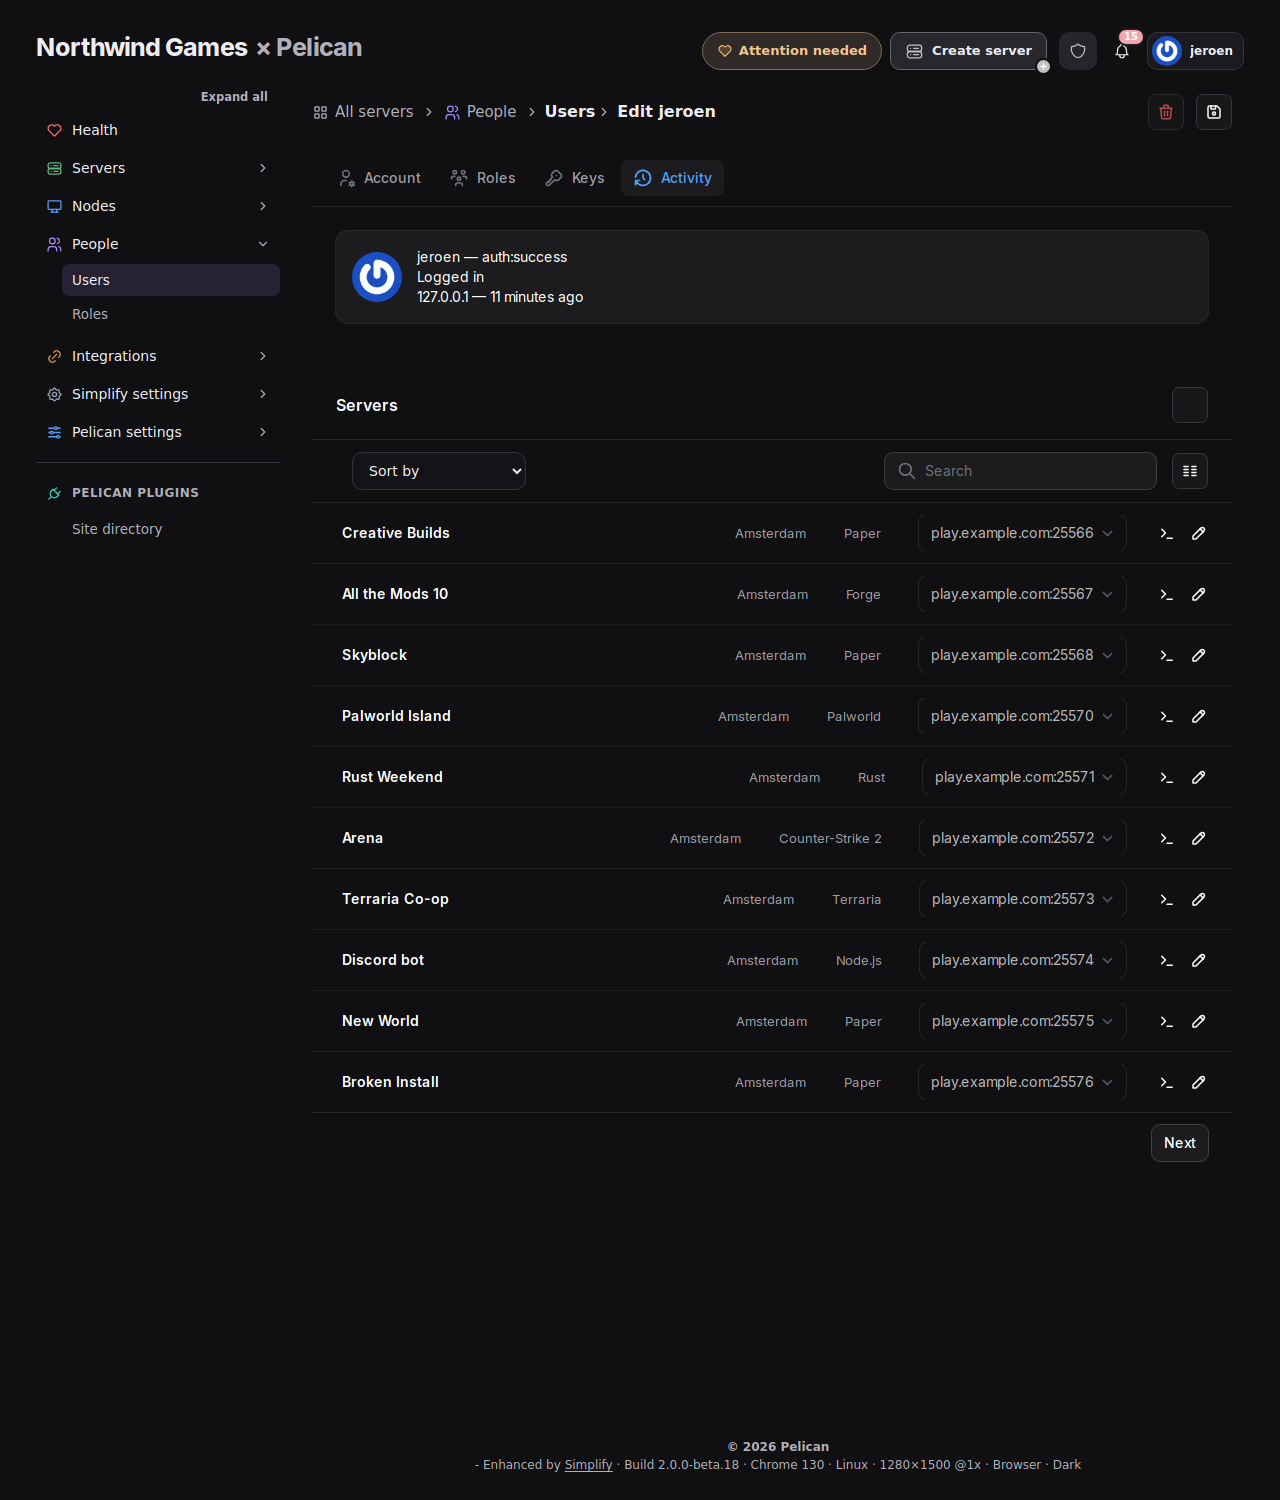 Northwind Games × Pelican
Attention needed
Create server
15
jeroen
Expand all
Health
Servers
Nodes
People
Users
Roles
Integrations
Simplify settings
Pelican settings
PELICAN PLUGINS
Site directory
All servers > People > Users > Edit jeroen
Account
Roles
Keys
Activity
jeroen — auth:success
Logged in
127.0.0.1 — 11 minutes ago
Servers
Sort by
Search
Creative Builds Amsterdam Paper play.example.com:25566
All the Mods 10 Amsterdam Forge play.example.com:25567
Skyblock Amsterdam Paper play.example.com:25568
Palworld Island Amsterdam Palworld play.example.com:25570
Rust Weekend Amsterdam Rust play.example.com:25571
Arena Amsterdam Counter-Strike 2 play.example.com:25572
Terraria Co-op Amsterdam Terraria play.example.com:25573
Discord bot Amsterdam Node.js play.example.com:25574
New World Amsterdam Paper play.example.com:25575
Broken Install Amsterdam Paper play.example.com:25576
Next
© 2026 Pelican
- Enhanced by Simplify · Build 2.0.0-beta.18 · Chrome 130 · Linux · 1280×1500 @1x · Browser · Dark